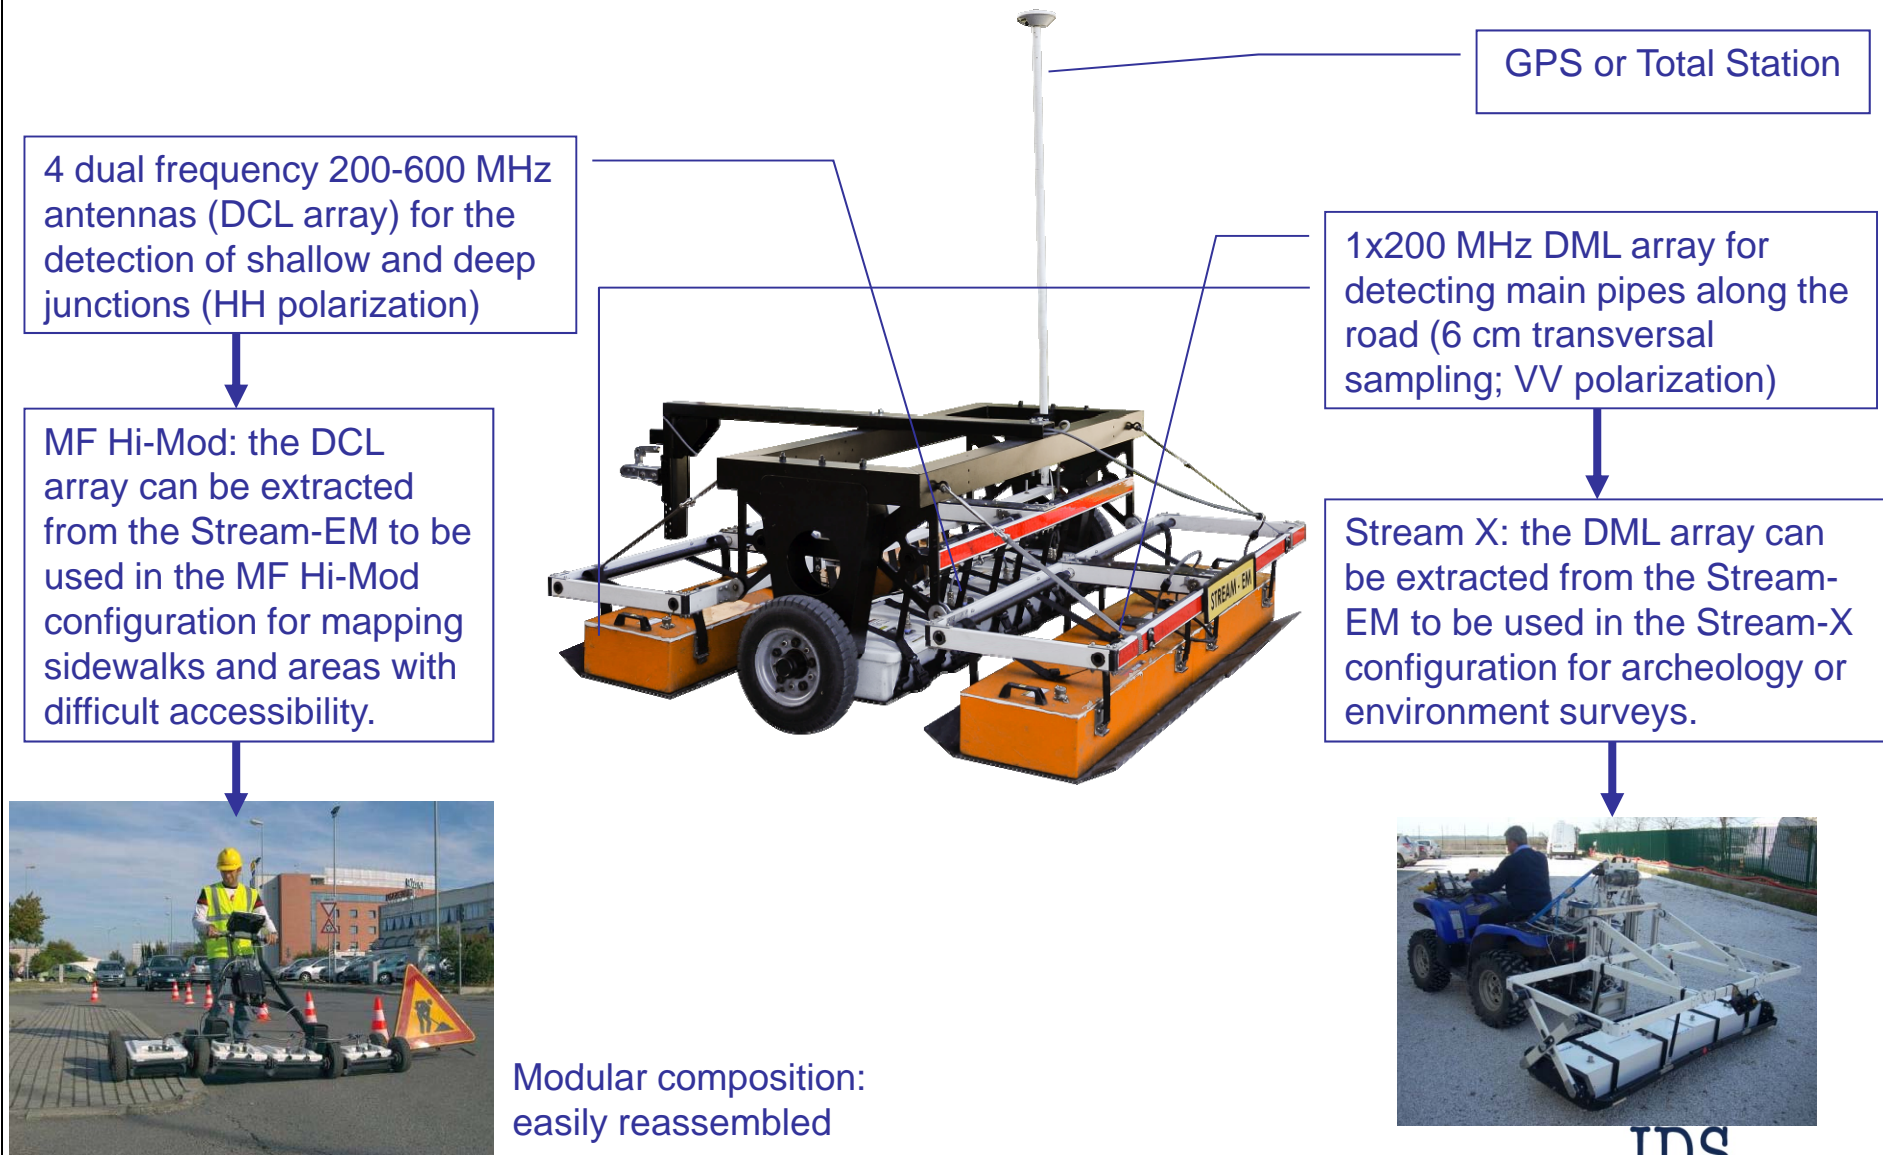 GPS or Total Station
4 dual frequency 200-600 MHz
antennas (DCL array) for the
detection of shallow and deep
junctions (HH polarization)
1x200 MHz DML array for
detecting main pipes along the
road (6 cm transversal
sampling; VV polarization)
MF Hi-Mod: the DCL
array can be extracted
from the Stream-EM to be
used in the MF Hi-Mod
configuration for mapping
sidewalks and areas with
difficult accessibility.
Stream X: the DML array can
be extracted from the Stream-
EM to be used in the Stream-X
configuration for archeology or
environment surveys.
STREAM - EM
Modular composition:
easily reassembled
IDS